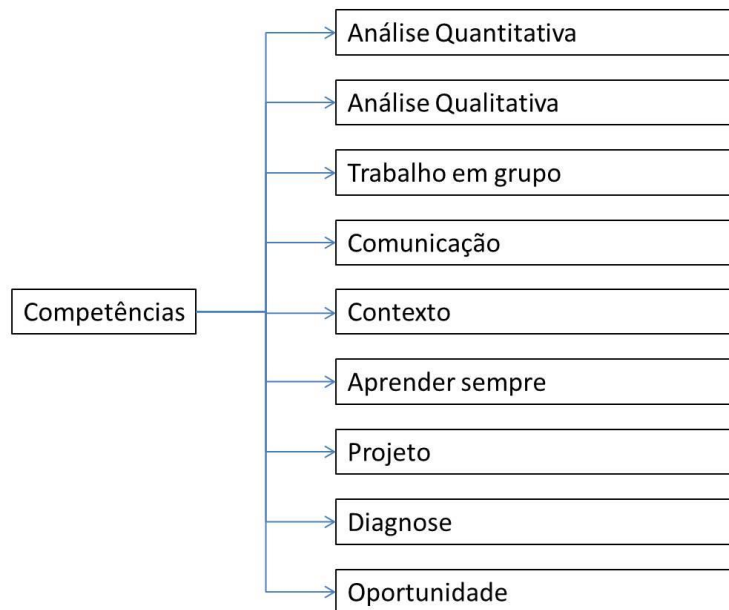 Análise Quantitativa
Análise Qualitativa
Trabalho em grupo
Comunicação
Competências
Contexto
Aprender sempre
Projeto
Diagnose
Oportunidade